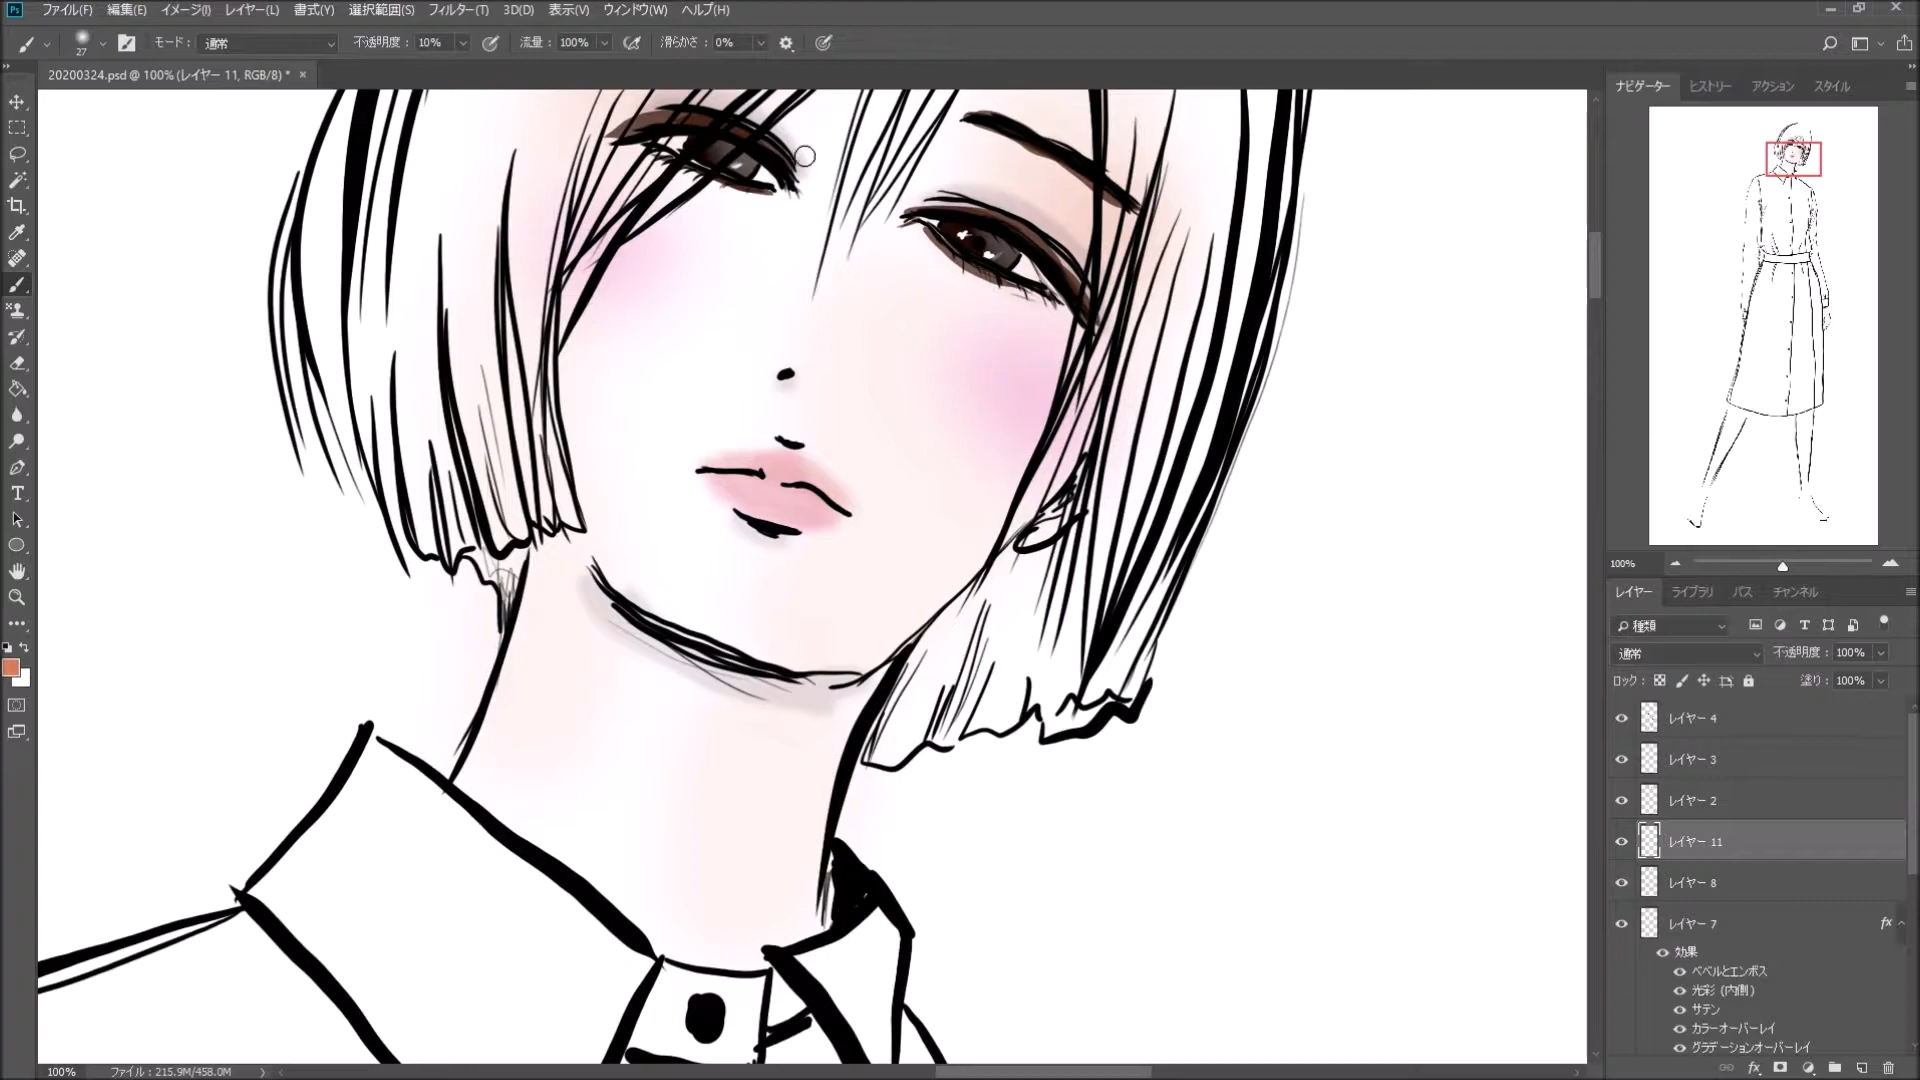 Ps ファイル(F) 編集(E) イメージ(I) レイヤー(L) 書式(Y) 選択範囲(S) フィルター(T) 3D(D) 表示(V) ウィンドウ(W) ヘルプ(H)
27 モード: 通常 不透明度: 10% 流量: 100% 滑らかさ: 0%
20200324.psd @ 100% (レイヤー 11, RGB/8) *
ナビゲーター ヒストリー アクション スタイル
100%
レイヤー ライブラリ パス チャンネル
種類
通常 不透明度: 100%
ロック: 塗り: 100%
レイヤー 4
レイヤー 3
レイヤー 2
レイヤー 11
レイヤー 8
レイヤー 7 fx
効果
ベベルとエンボス
光彩 (内側)
サテン
カラーオーバーレイ
グラデーションオーバーレイ
100% ファイル: 215.9M/458.0M